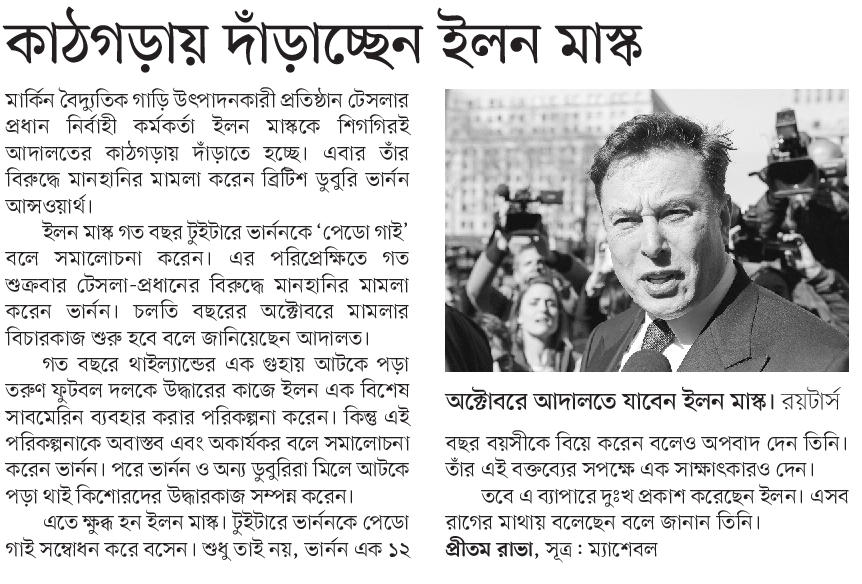 কাঠগড়ায় দাঁড়াচ্ছেন ইলন মাস্ক
মার্কিন বৈদ্যুতিক গাড়ি উৎপাদনকারী প্রতিষ্ঠান টেসলার
প্রধান নির্বাহী কর্মকর্তা ইলন মাস্ককে শিগগিরই
আদালতের কাঠগড়ায় দাঁড়াতে হচ্ছে। এবার তাঁর
বিরুদ্ধে মানহানির মামলা করেন ব্রিটিশ ডুবুরি ভার্নন
আন্সওয়ার্থ।
ইলন মাস্ক গত বছর টুইটারে ভার্ননকে ‘পেডো গাই’
বলে সমালোচনা করেন। এর পরিপ্রেক্ষিতে গত
শুক্রবার টেসলা-প্রধানের বিরুদ্ধে মানহানির মামলা
করেন ভার্নন। চলতি বছরের অক্টোবরে মামলার
বিচারকাজ শুরু হবে বলে জানিয়েছেন আদালত।
গত বছরে থাইল্যান্ডের এক গুহায় আটকে পড়া
তরুণ ফুটবল দলকে উদ্ধারের কাজে ইলন এক বিশেষ
সাবমেরিন ব্যবহার করার পরিকল্পনা করেন। কিন্তু এই
পরিকল্পনাকে অবাস্তব এবং অকার্যকর বলে সমালোচনা
করেন ভার্নন। পরে ভার্নন ও অন্য ডুবুরিরা মিলে আটকে
পড়া থাই কিশোরদের উদ্ধারকাজ সম্পন্ন করেন।
এতে ক্ষুব্ধ হন ইলন মাস্ক। টুইটারে ভার্ননকে পেডো
গাই সম্বোধন করে বসেন। শুধু তাই নয়, ভার্নন এক ১২
অক্টোবরে আদালতে যাবেন ইলন মাস্ক। রয়টার্স
বছর বয়সীকে বিয়ে করেন বলেও অপবাদ দেন তিনি।
তাঁর এই বক্তব্যের সপক্ষে এক সাক্ষাৎকারও দেন।
তবে এ ব্যাপারে দুঃখ প্রকাশ করেছেন ইলন। এসব
রাগের মাথায় বলেছেন বলে জানান তিনি।
প্রীতম রাভা, সূত্র : ম্যাশেবল